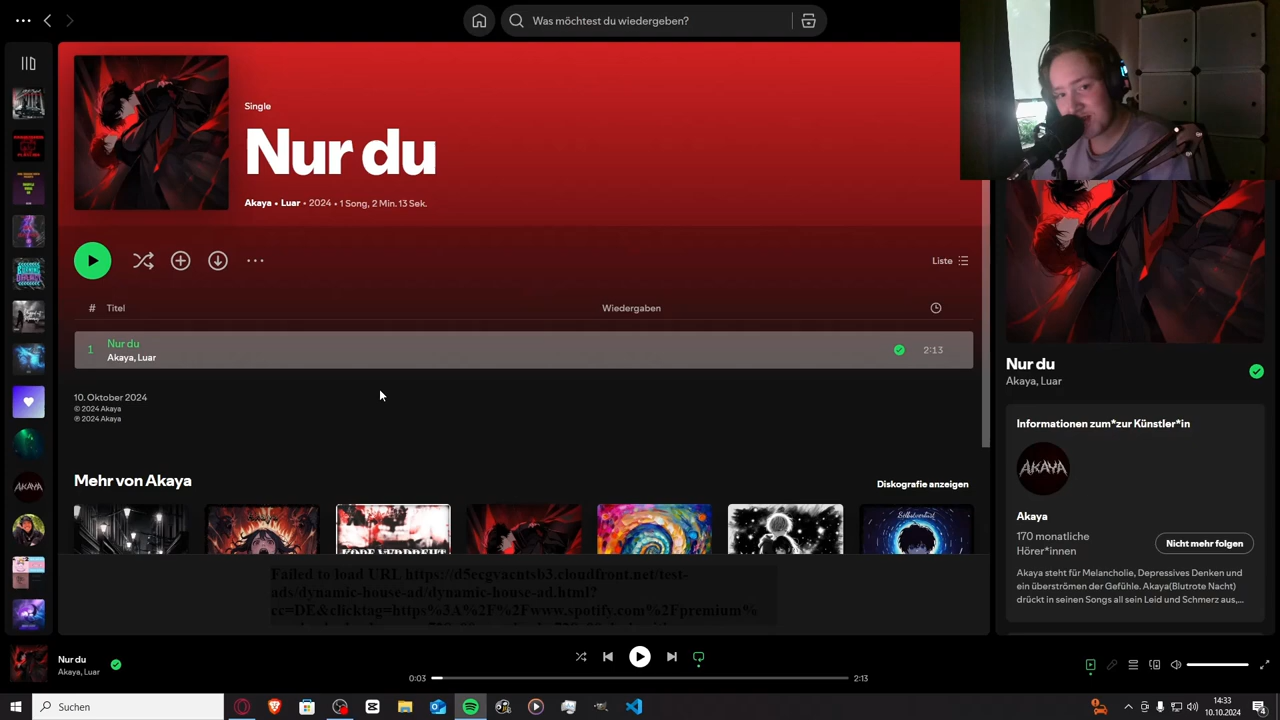 Was möchtest du wiedergeben?
Single
Nur du
Akaya • Luar • 2024 • 1 Song, 2 Min. 13 Sek.
Liste
# Titel Wiedergaben
1 Nur du 2:13
Akaya, Luar
10. Oktober 2024
© 2024 Akaya
℗ 2024 Akaya
Mehr von Akaya
Diskografie anzeigen
Failed to load URL https://d5ecgvacntsb3.cloudfront.net/test-
ads/dynamic-house-ad/dynamic-house-ad.html?
cc=DE&clicktag=https%3A%2F%2Fwww.spotify.com%2Fpremium%
Nur du
Akaya, Luar
Informationen zum*zur Künstler*in
AKAYA
Akaya
170 monatliche
Hörer*innen
Nicht mehr folgen
Akaya steht für Melancholie, Depressives Denken und
ein überströmen der Gefühle. Akaya(Blutrote Nacht)
drückt in seinen Songs all sein Leid und Schmerz aus,...
Nur du
Akaya, Luar
0:03
2:13
Suchen
14:33
10.10.2024